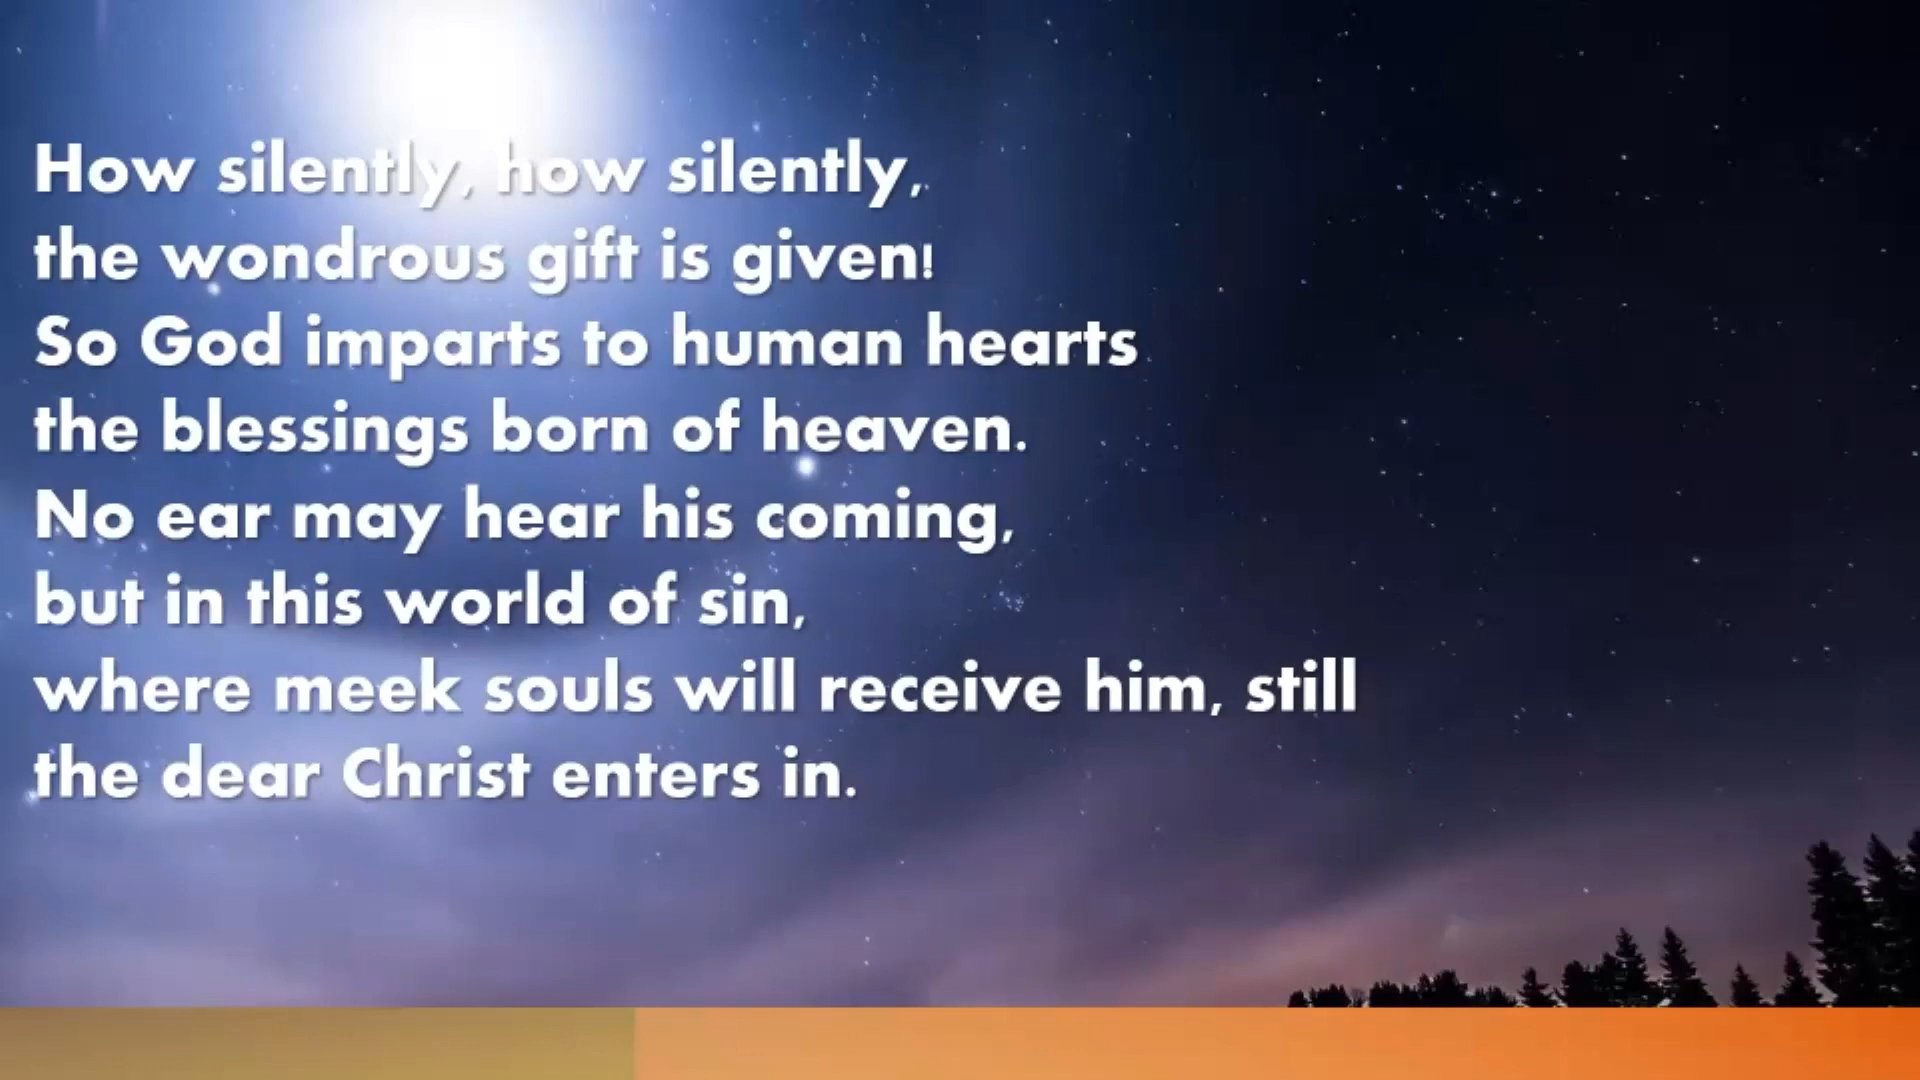 How silently, how silently,
the wondrous gift is given!
So God imparts to human hearts
the blessings born of heaven.
No ear may hear his coming,
but in this world of sin,
where meek souls will receive him, still
the dear Christ enters in.